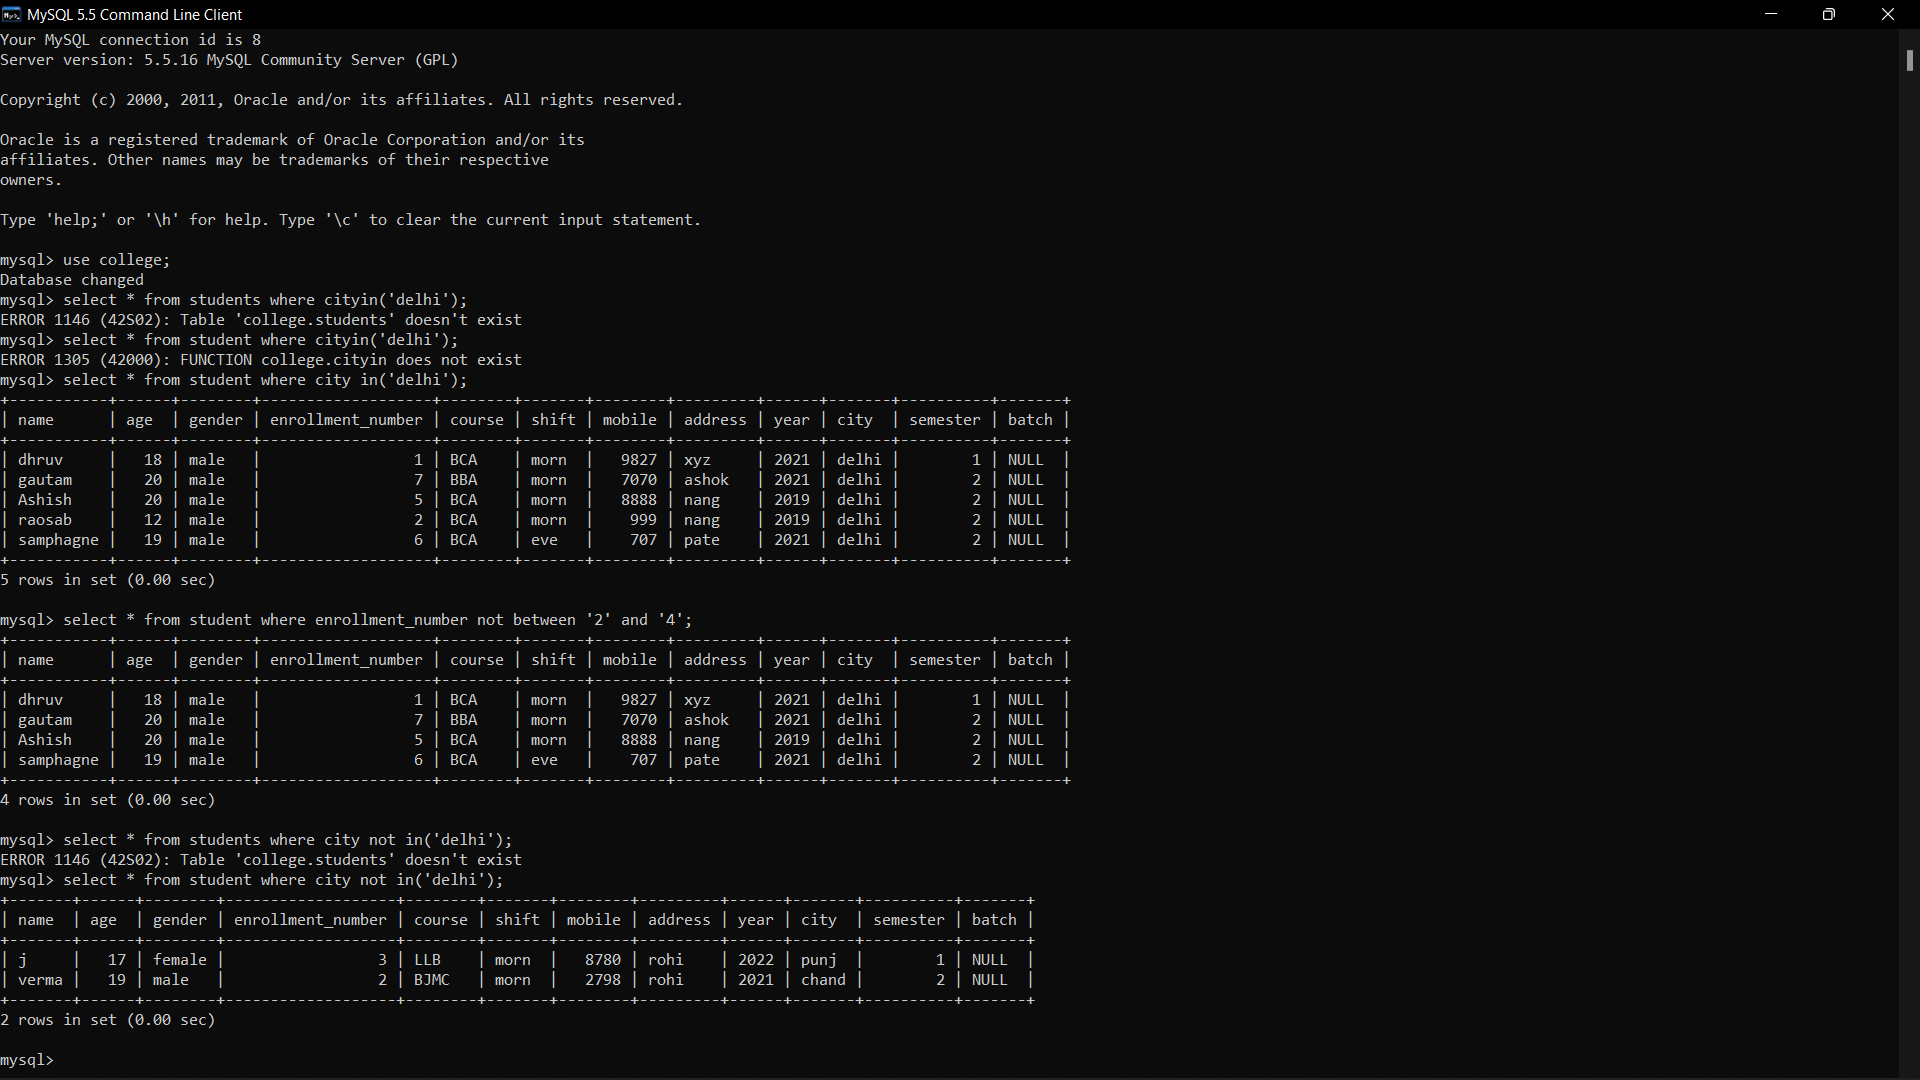 MySQL 5.5 Command Line Client
Your MySQL connection id is 8
Server version: 5.5.16 MySQL Community Server (GPL)

Copyright (c) 2000, 2011, Oracle and/or its affiliates. All rights reserved.

Oracle is a registered trademark of Oracle Corporation and/or its
affiliates. Other names may be trademarks of their respective
owners.

Type 'help;' or '\h' for help. Type '\c' to clear the current input statement.

mysql> use college;
Database changed
mysql> select * from students where cityin('delhi');
ERROR 1146 (42S02): Table 'college.students' doesn't exist
mysql> select * from student where cityin('delhi');
ERROR 1305 (42000): FUNCTION college.cityin does not exist
mysql> select * from student where city in('delhi');
+-----------+------+--------+-------------------+--------+-------+--------+---------+------+-------+----------+-------+
| name      | age  | gender | enrollment_number | course | shift | mobile | address | year | city  | semester | batch |
+-----------+------+--------+-------------------+--------+-------+--------+---------+------+-------+----------+-------+
| dhruv     |   18 | male   |                 1 | BCA    | morn  |   9827 | xyz     | 2021 | delhi |        1 | NULL  |
| gautam    |   20 | male   |                 7 | BBA    | morn  |   7070 | ashok   | 2021 | delhi |        2 | NULL  |
| Ashish    |   20 | male   |                 5 | BCA    | morn  |   8888 | nang    | 2019 | delhi |        2 | NULL  |
| raosab    |   12 | male   |                 2 | BCA    | morn  |    999 | nang    | 2019 | delhi |        2 | NULL  |
| samphagne |   19 | male   |                 6 | BCA    | eve   |    707 | pate    | 2021 | delhi |        2 | NULL  |
+-----------+------+--------+-------------------+--------+-------+--------+---------+------+-------+----------+-------+
5 rows in set (0.00 sec)

mysql> select * from student where enrollment_number not between '2' and '4';
+-----------+------+--------+-------------------+--------+-------+--------+---------+------+-------+----------+-------+
| name      | age  | gender | enrollment_number | course | shift | mobile | address | year | city  | semester | batch |
+-----------+------+--------+-------------------+--------+-------+--------+---------+------+-------+----------+-------+
| dhruv     |   18 | male   |                 1 | BCA    | morn  |   9827 | xyz     | 2021 | delhi |        1 | NULL  |
| gautam    |   20 | male   |                 7 | BBA    | morn  |   7070 | ashok   | 2021 | delhi |        2 | NULL  |
| Ashish    |   20 | male   |                 5 | BCA    | morn  |   8888 | nang    | 2019 | delhi |        2 | NULL  |
| samphagne |   19 | male   |                 6 | BCA    | eve   |    707 | pate    | 2021 | delhi |        2 | NULL  |
+-----------+------+--------+-------------------+--------+-------+--------+---------+------+-------+----------+-------+
4 rows in set (0.00 sec)

mysql> select * from students where city not in('delhi');
ERROR 1146 (42S02): Table 'college.students' doesn't exist
mysql> select * from student where city not in('delhi');
+-------+------+--------+-------------------+--------+-------+--------+---------+------+-------+----------+-------+
| name  | age  | gender | enrollment_number | course | shift | mobile | address | year | city  | semester | batch |
+-------+------+--------+-------------------+--------+-------+--------+---------+------+-------+----------+-------+
| j     |   17 | female |                 3 | LLB    | morn  |   8780 | rohi    | 2022 | punj  |        1 | NULL  |
| verma |   19 | male   |                 2 | BJMC   | morn  |   2798 | rohi    | 2021 | chand |        2 | NULL  |
+-------+------+--------+-------------------+--------+-------+--------+---------+------+-------+----------+-------+
2 rows in set (0.00 sec)

mysql>